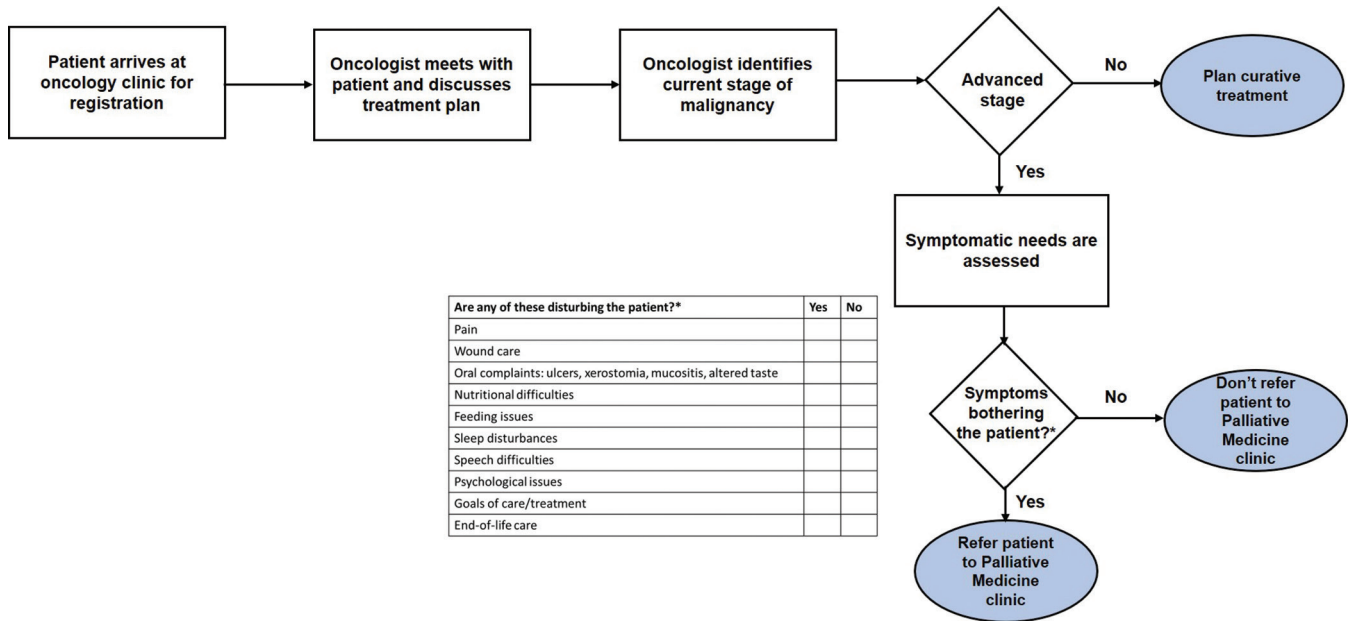 Patient arrives at
oncology clinic for
registration
Oncologist meets with
patient and discusses
treatment plan
Oncologist identifies
current stage of
malignancy
Advanced
stage
No
Plan curative
treatment
Yes
Symptomatic needs are
assessed
Are any of these disturbing the patient?* Yes No
Pain
Wound care
Oral complaints: ulcers, xerostomia, mucositis, altered taste
Nutritional difficulties
Feeding issues
Sleep disturbances
Speech difficulties
Psychological issues
Goals of care/treatment
End-of-life care
Symptoms
bothering
the patient?*
No
Don’t refer
patient to
Palliative
Medicine
clinic
Yes
Refer patient
to Palliative
Medicine
clinic